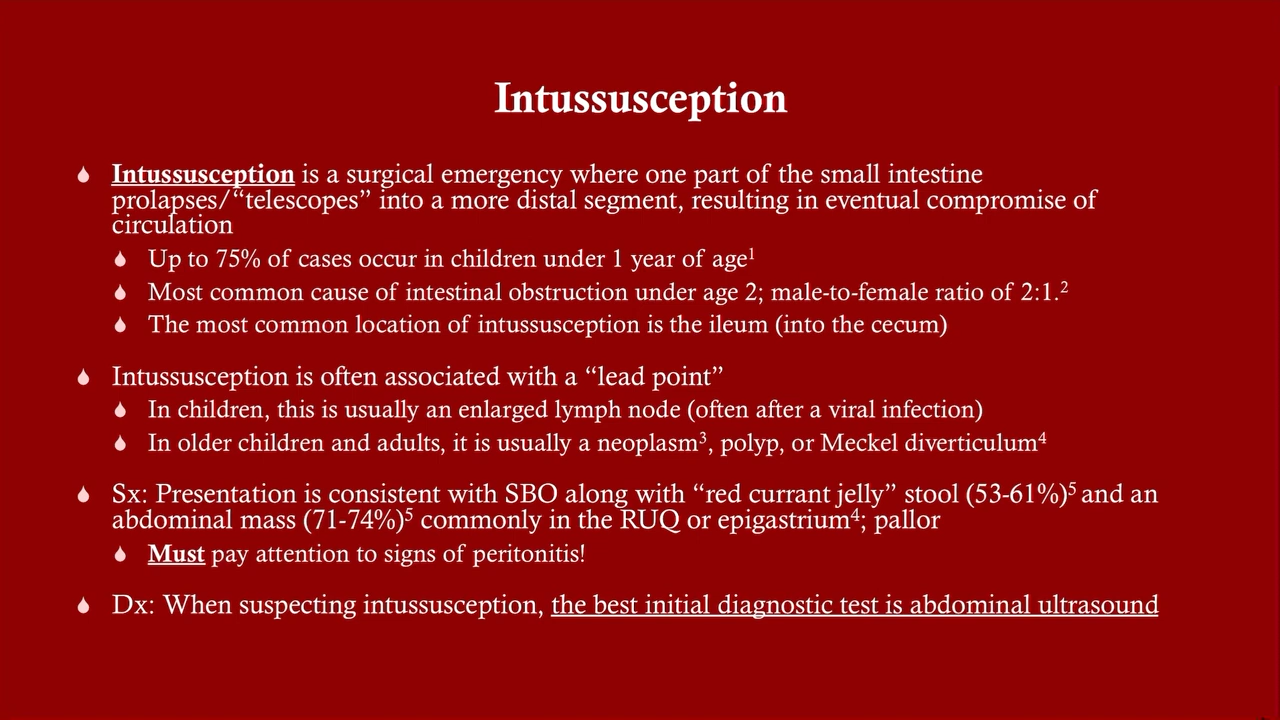 Intussusception
Intussusception is a surgical emergency where one part of the small intestine
prolapses/“telescopes” into a more distal segment, resulting in eventual compromise of
circulation
Up to 75% of cases occur in children under 1 year of age¹
Most common cause of intestinal obstruction under age 2; male-to-female ratio of 2:1.²
The most common location of intussusception is the ileum (into the cecum)
Intussusception is often associated with a “lead point”
In children, this is usually an enlarged lymph node (often after a viral infection)
In older children and adults, it is usually a neoplasm³, polyp, or Meckel diverticulum⁴
Sx: Presentation is consistent with SBO along with “red currant jelly” stool (53-61%)⁵ and an
abdominal mass (71-74%)⁵ commonly in the RUQ or epigastrium⁴; pallor
Must pay attention to signs of peritonitis!
Dx: When suspecting intussusception, the best initial diagnostic test is abdominal ultrasound